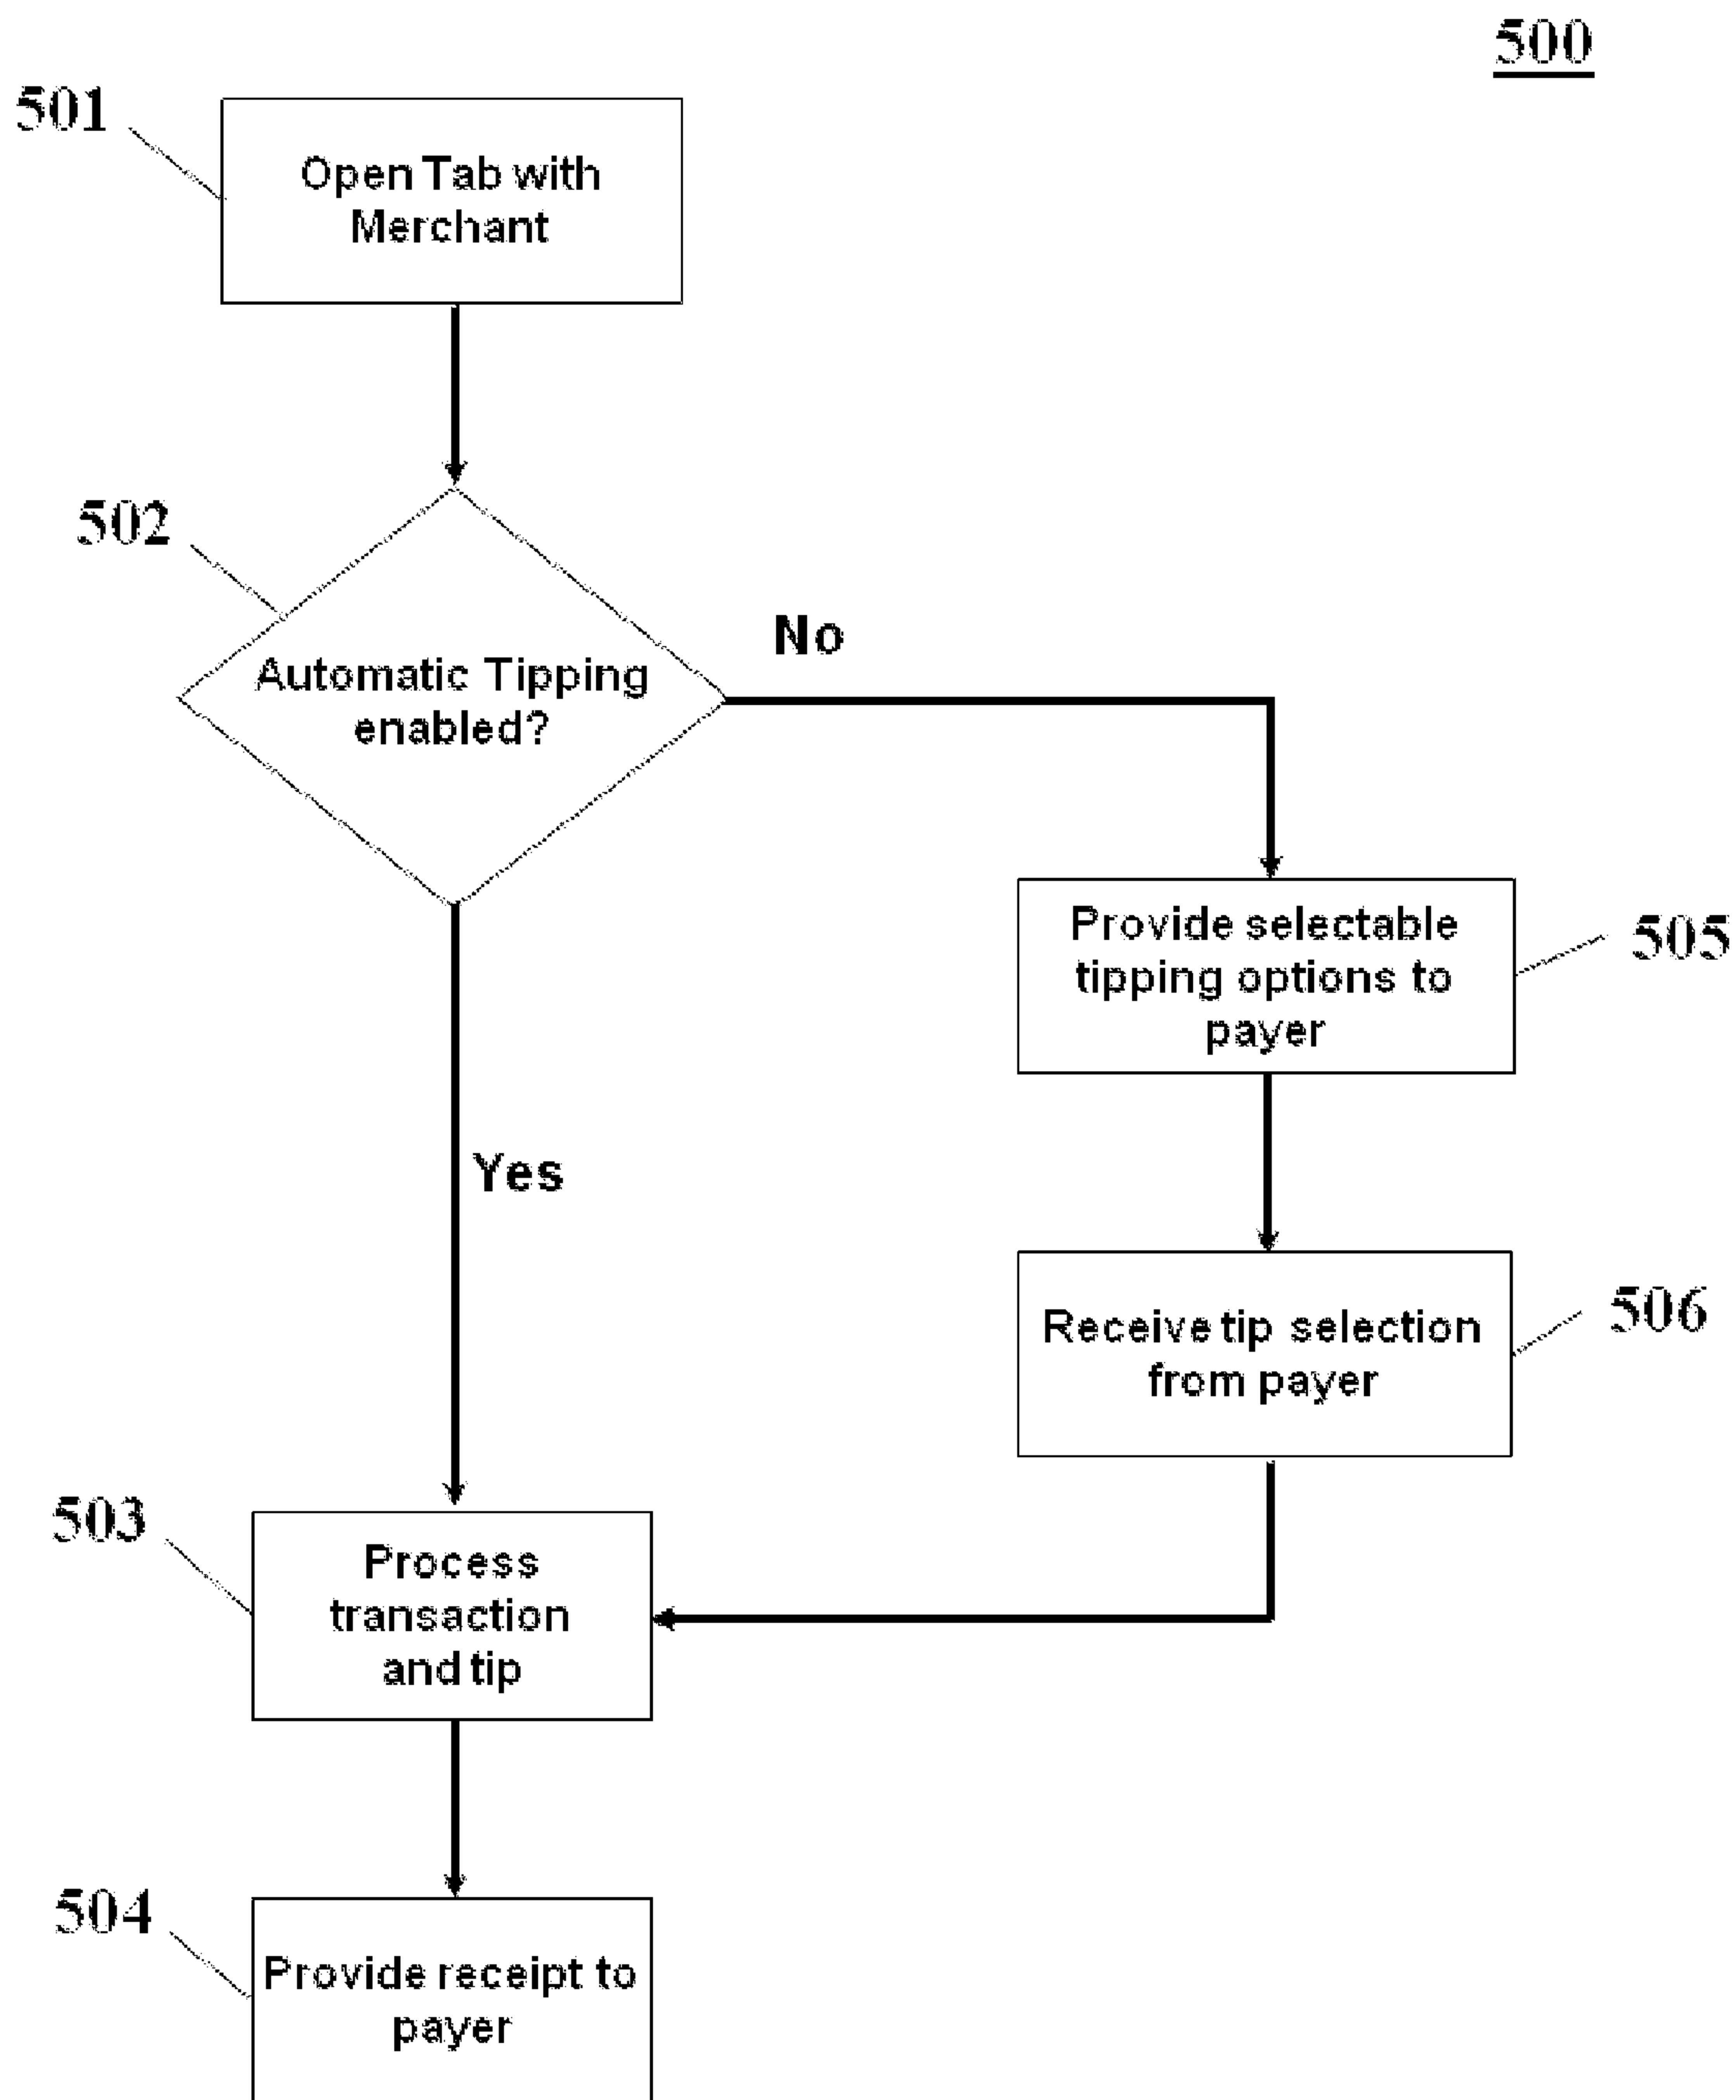 500
501
Open Tab with
Merchant
502
Automatic Tipping
enabled?
No
Provide selectable
tipping options to
payer
505
Yes
Receive tip selection
from payer
506
503
Process
transaction
and tip
504
Provide receipt to
payer